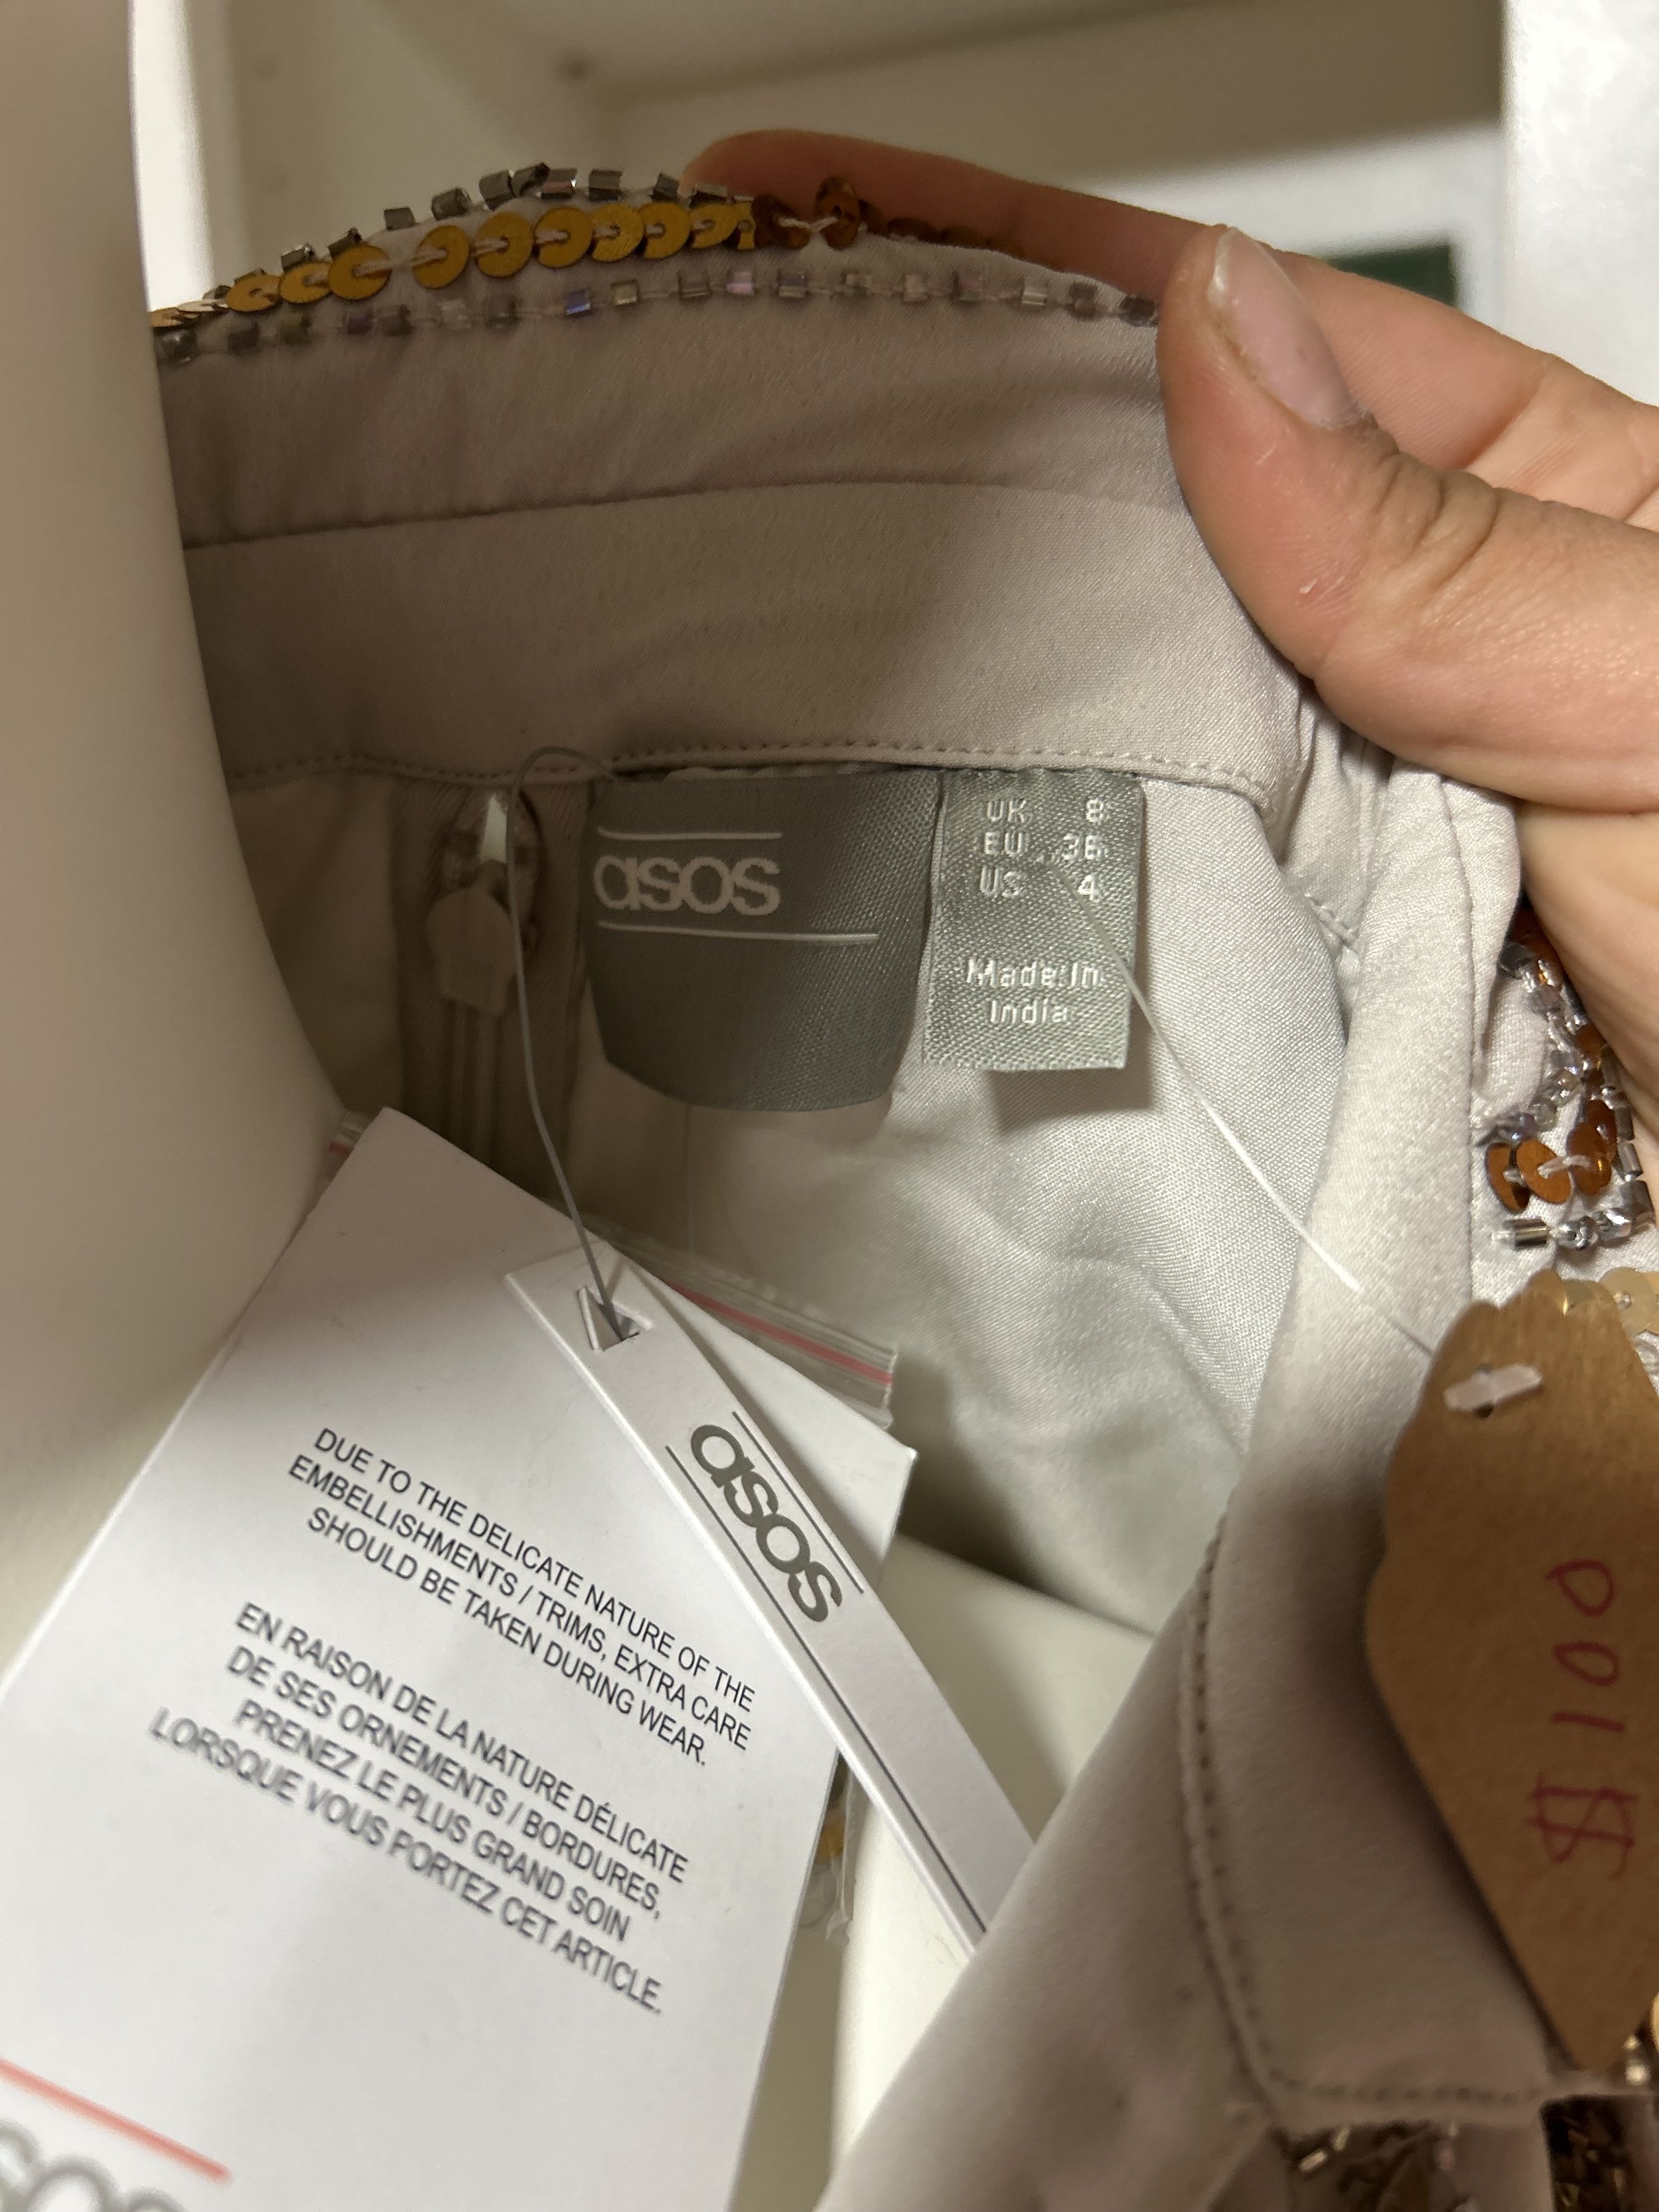 asos
UK 8
EU 36
US 4
Made In
India
asos
DUE TO THE DELICATE NATURE OF THE
EMBELLISHMENTS / TRIMS, EXTRA CARE
SHOULD BE TAKEN DURING WEAR.
EN RAISON DE LA NATURE DÉLICATE
DE SES ORNEMENTS / BORDURES,
PRENEZ LE PLUS GRAND SOIN
LORSQUE VOUS PORTEZ CET ARTICLE.
$100